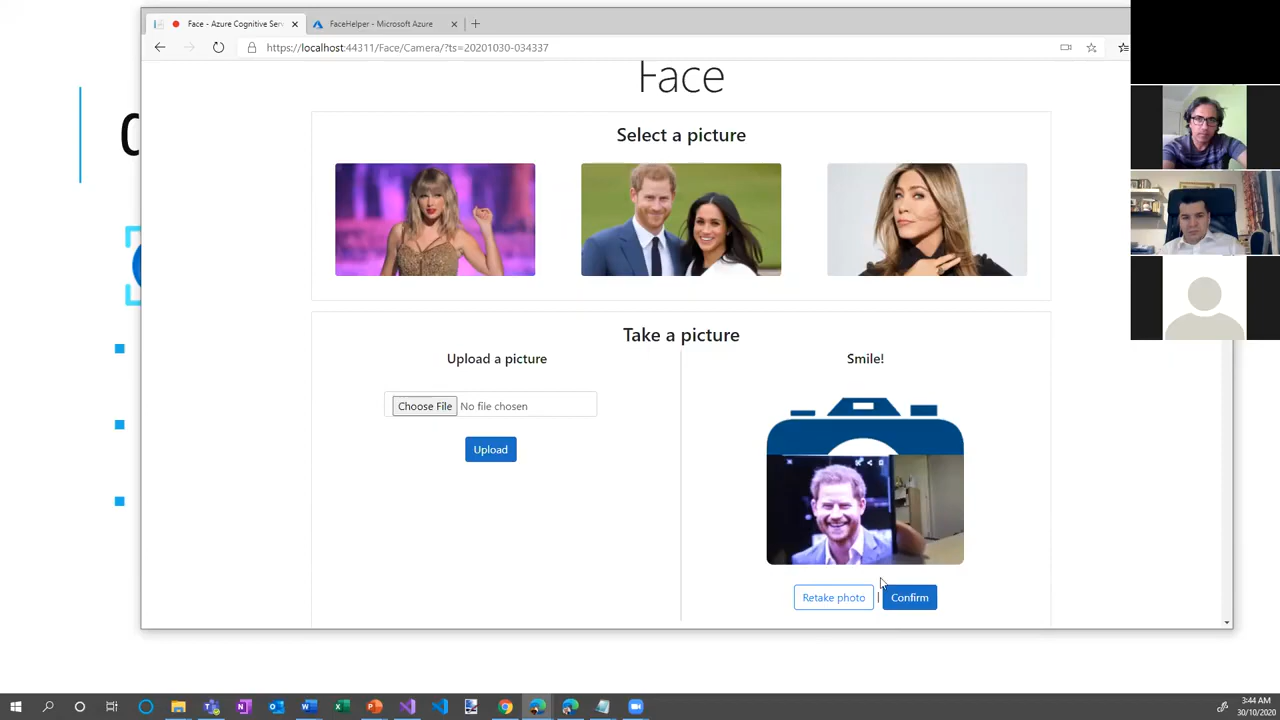 Face - Azure Cognitive Ser
FaceHelper - Microsoft Azure
https://localhost:44311/Face/Camera/?ts=20201030-034337
Face
Select a picture
Take a picture
Upload a picture
Smile!
Choose File No file chosen
Upload
Retake photo | Confirm
3:44 AM
30/10/2020